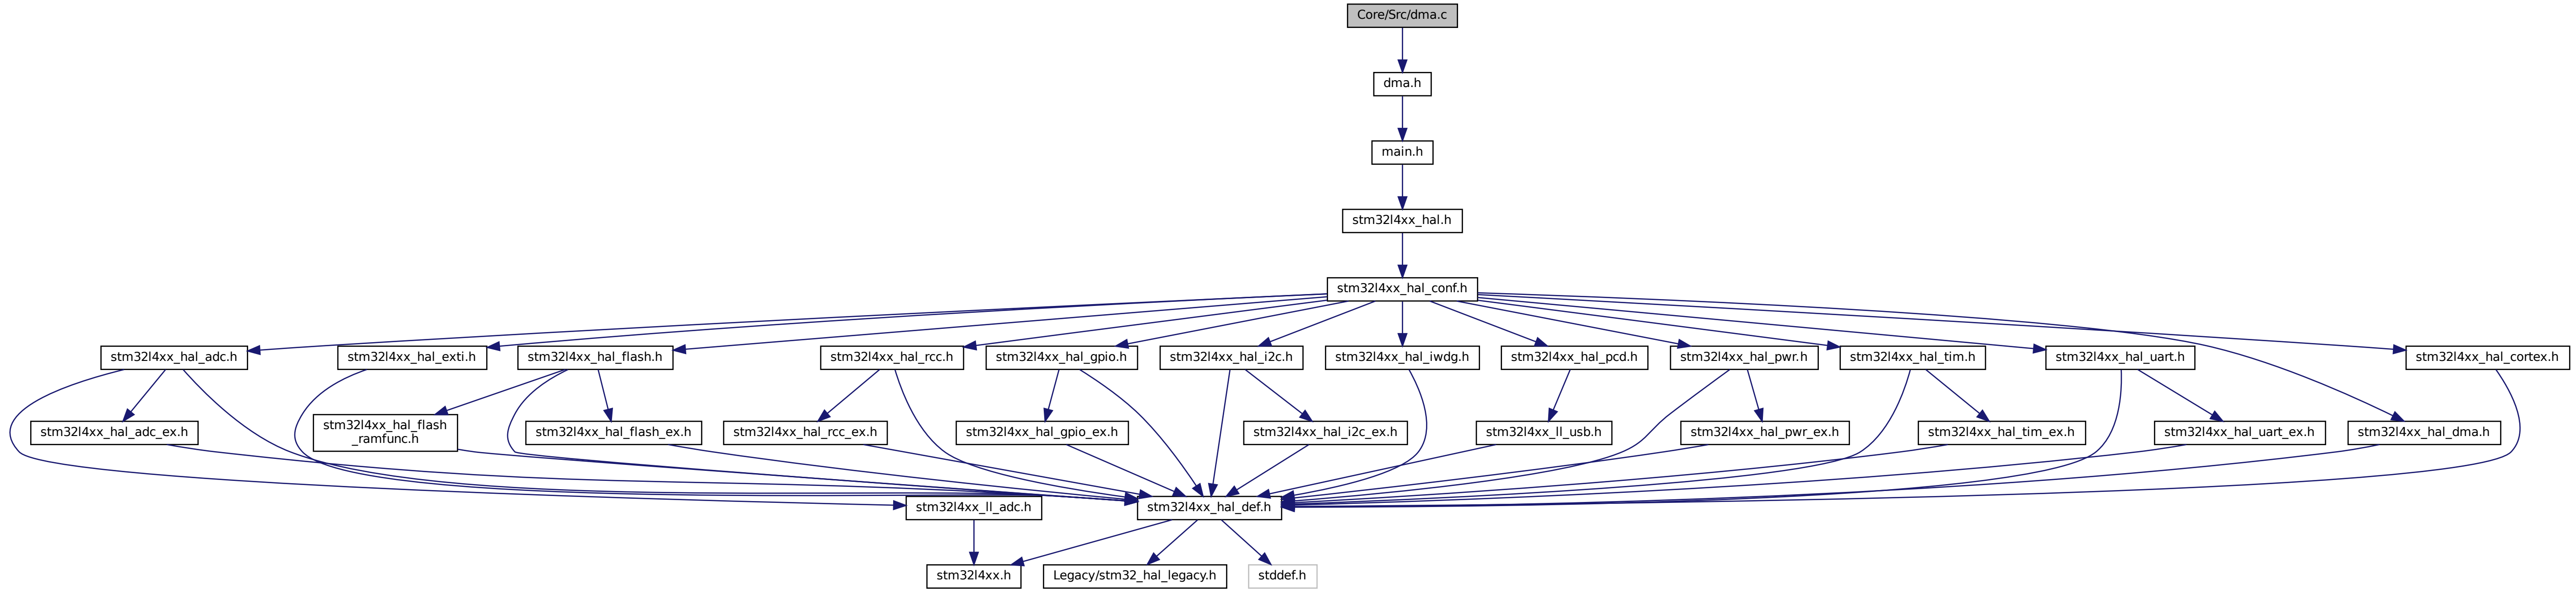 Core/Src/dma.c
dma.h
main.h
stm32l4xx_hal.h
stm32l4xx_hal_conf.h
stm32l4xx_hal_adc.h
stm32l4xx_hal_exti.h
stm32l4xx_hal_flash.h
stm32l4xx_hal_rcc.h
stm32l4xx_hal_gpio.h
stm32l4xx_hal_i2c.h
stm32l4xx_hal_iwdg.h
stm32l4xx_hal_pcd.h
stm32l4xx_hal_pwr.h
stm32l4xx_hal_tim.h
stm32l4xx_hal_uart.h
stm32l4xx_hal_cortex.h
stm32l4xx_hal_adc_ex.h
stm32l4xx_hal_flash
_ramfunc.h
stm32l4xx_hal_flash_ex.h
stm32l4xx_hal_rcc_ex.h
stm32l4xx_hal_gpio_ex.h
stm32l4xx_hal_i2c_ex.h
stm32l4xx_ll_usb.h
stm32l4xx_hal_pwr_ex.h
stm32l4xx_hal_tim_ex.h
stm32l4xx_hal_uart_ex.h
stm32l4xx_hal_dma.h
stm32l4xx_ll_adc.h
stm32l4xx_hal_def.h
stm32l4xx.h
Legacy/stm32_hal_legacy.h
stddef.h